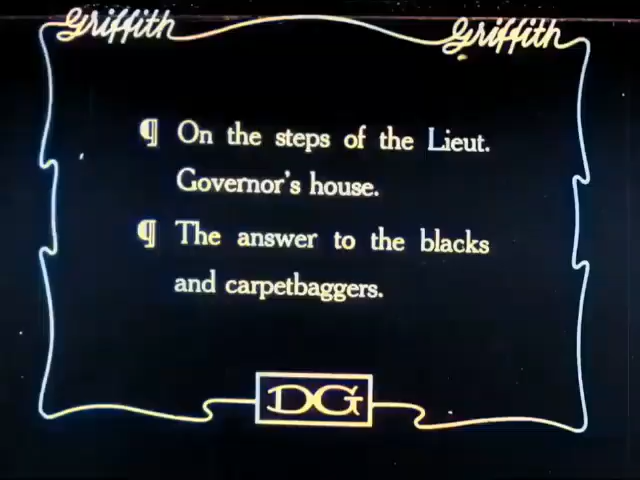 Griffith Griffith
¶ On the steps of the Lieut.
Governor's house.
¶ The answer to the blacks
and carpetbaggers.
DG